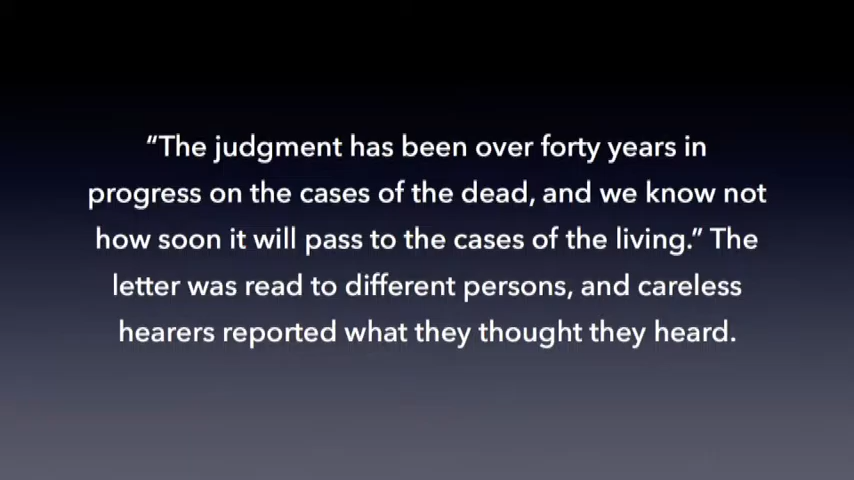 “The judgment has been over forty years in
progress on the cases of the dead, and we know not
how soon it will pass to the cases of the living.” The
letter was read to different persons, and careless
hearers reported what they thought they heard.